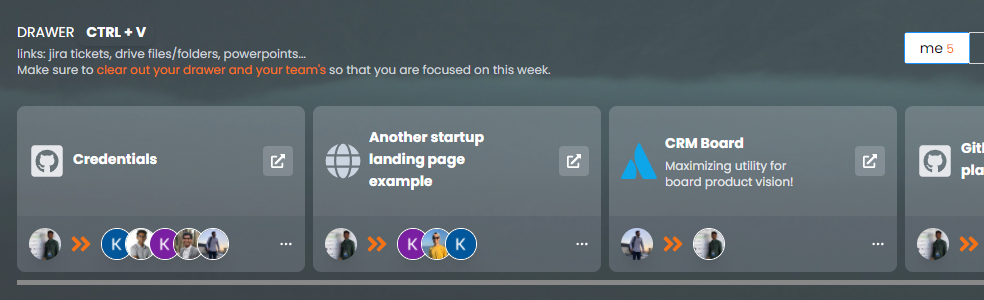 DRAWER CTRL + V
links: jira tickets, drive files/folders, powerpoints...
Make sure to clear out your drawer and your team's so that you are focused on this week.
me 5
Credentials
Another startup
landing page
example
CRM Board
Maximizing utility for
board product vision!
Git
pla
K
K
K
K